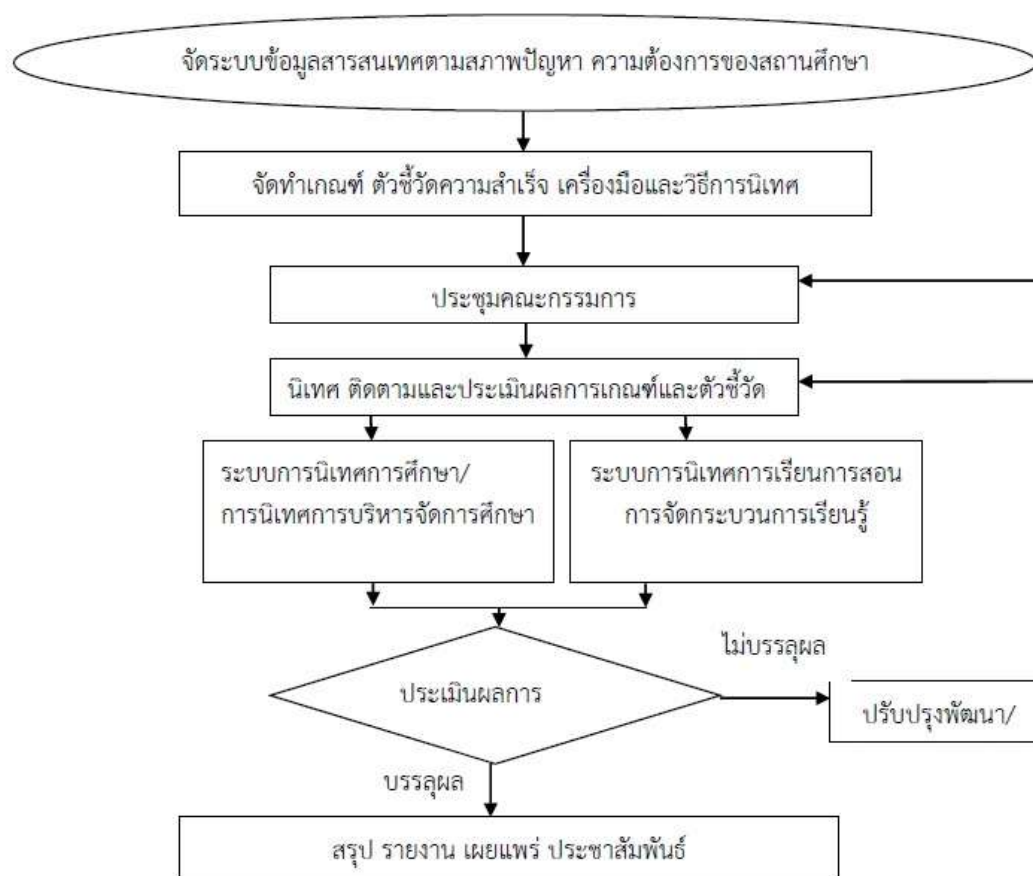 จัดระบบข้อมูลสารสนเทศตามสภาพปัญหา ความต้องการของสถานศึกษา
จัดทำเกณฑ์ ตัวชี้วัดความสำเร็จ เครื่องมือและวิธีการนิเทศ
ประชุมคณะกรรมการ
นิเทศ ติดตามและประเมินผลการเกณฑ์และตัวชี้วัด
ระบบการนิเทศการศึกษา/
การนิเทศการบริหารจัดการศึกษา
ระบบการนิเทศการเรียนการสอน
การจัดกระบวนการเรียนรู้
ไม่บรรลุผล
ประเมินผลการ
ปรับปรุงพัฒนา/
บรรลุผล
สรุป รายงาน เผยแพร่ ประชาสัมพันธ์